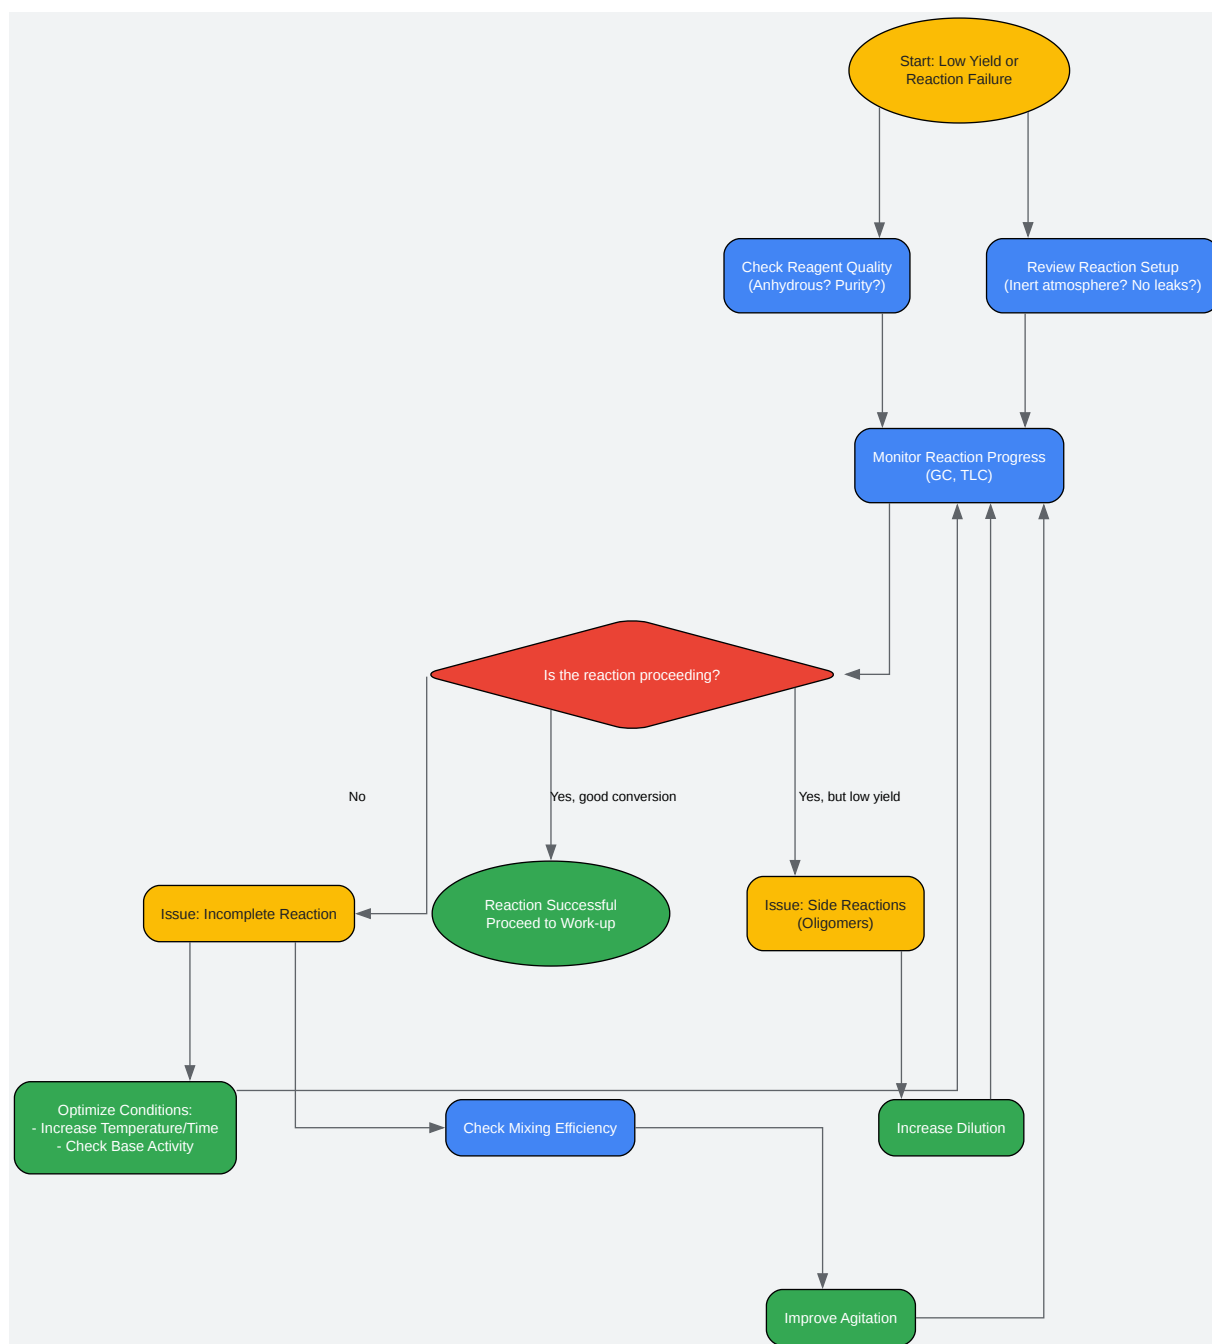 Start: Low Yield or
Reaction Failure
Check Reagent Quality
(Anhydrous? Purity?)
Review Reaction Setup
(Inert atmosphere? No leaks?)
Monitor Reaction Progress
(GC, TLC)
Is the reaction proceeding?
No
Yes, good conversion
Yes, but low yield
Issue: Incomplete Reaction
Reaction Successful
Proceed to Work-up
Issue: Side Reactions
(Oligomers)
Optimize Conditions:
- Increase Temperature/Time
- Check Base Activity
Check Mixing Efficiency
Increase Dilution
Improve Agitation